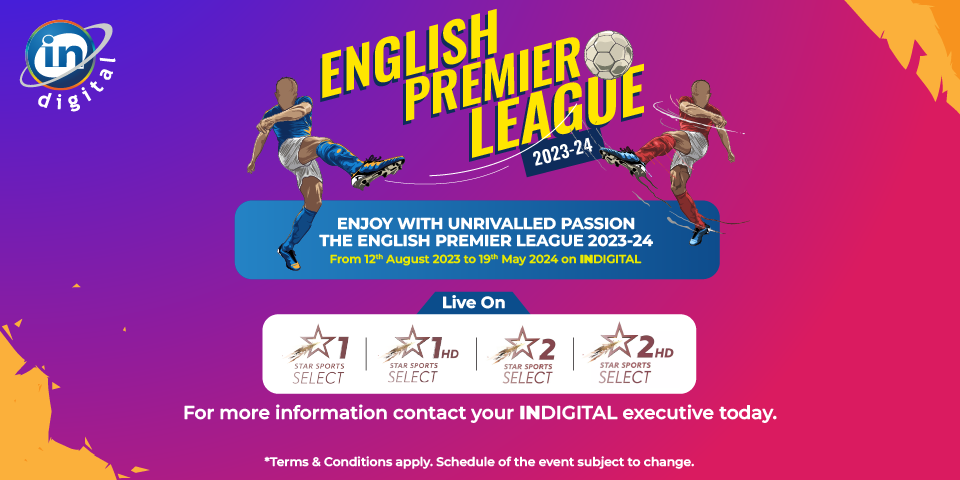 in
digital
ENGLISH
PREMIER
LEAGUE
2023-24
ENJOY WITH UNRIVALLED PASSION
THE ENGLISH PREMIER LEAGUE 2023-24
From 12th August 2023 to 19th May 2024 on INDIGITAL
Live On
1
STAR SPORTS
SELECT
1HD
STAR SPORTS
SELECT
2
STAR SPORTS
SELECT
2HD
STAR SPORTS
SELECT
For more information contact your INDIGITAL executive today.
*Terms & Conditions apply. Schedule of the event subject to change.